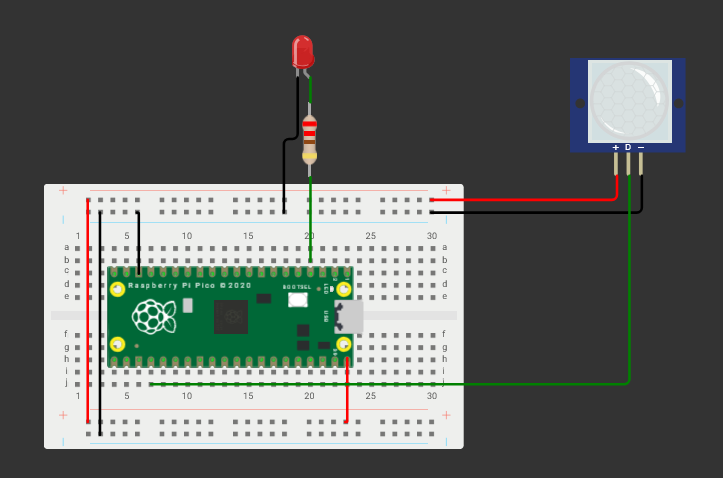 + D −
+ +
1 5 10 15 20 25 30
a a
b b
c c
d d
e e
Raspberry Pi Pico © 2020
BOOTSEL
LED
USB
f f
g g
h h
i i
j j
1 5 10 15 20 25 30
+ +